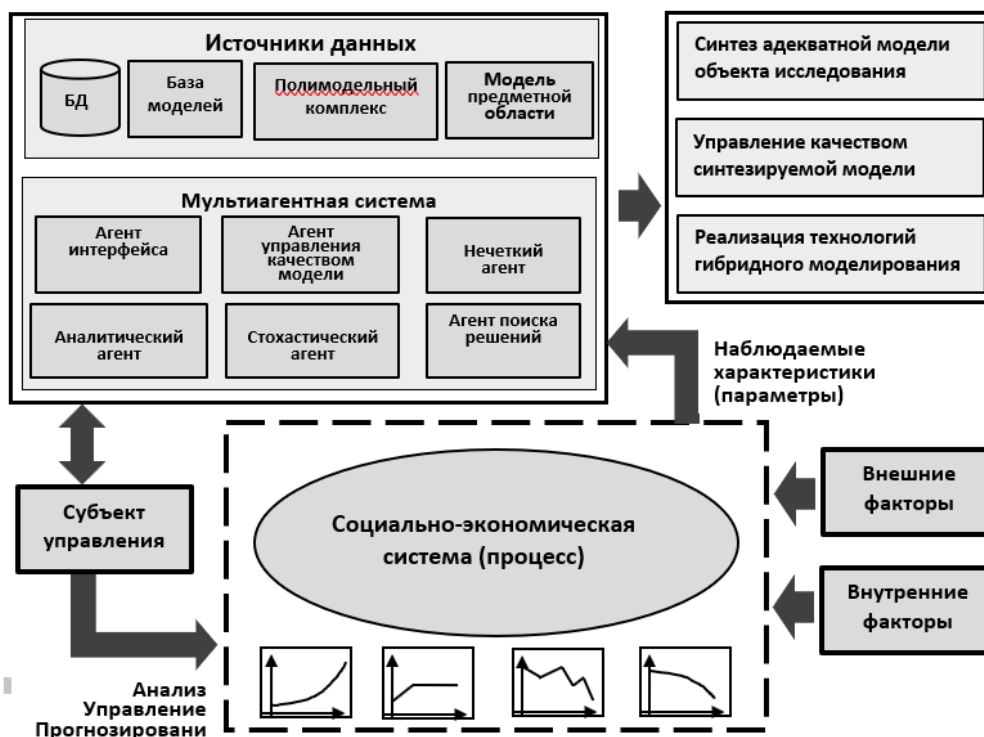 Источники данных
БД
База
моделей
Полимодельный
комплекс
Модель
предметной
области
Мультиагентная система
Агент
интерфейса
Агент
управления
качеством
модели
Нечеткий
агент
Аналитический
агент
Стохастический
агент
Агент поиска
решений
Синтез адекватной модели
объекта исследования
Управление качеством
синтезируемой модели
Реализация технологий
гибридного моделирования
Наблюдаемые
характеристики
(параметры)
Субъект
управления
Социально-экономическая
система (процесс)
Внешние
факторы
Внутренние
факторы
Анализ
Управление
Прогнозировани